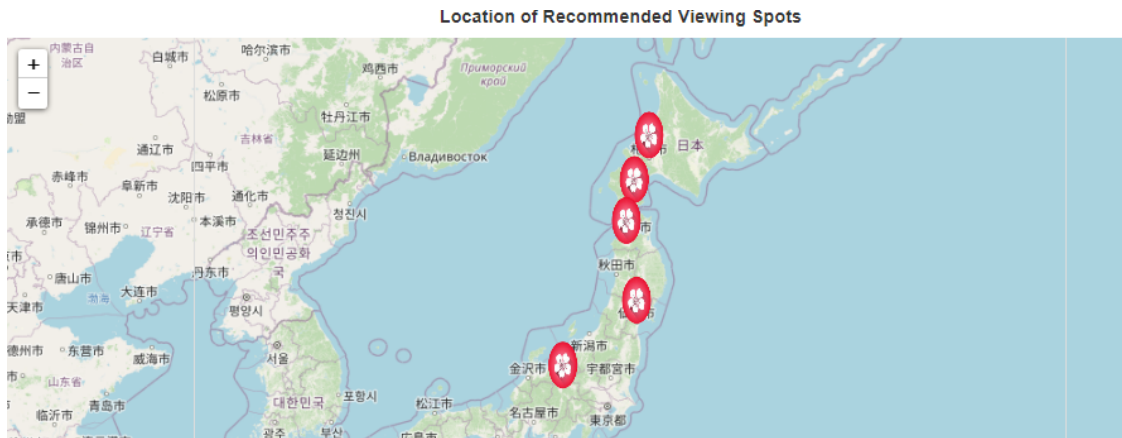 Location of Recommended Viewing Spots
+
−
内蒙古自
治区
白城市
哈尔滨市
鸡西市
Приморский
край
松原市
牡丹江市
吉林省
通辽市
四平市
延边州
Владивосток
日本
赤峰市
阜新市
沈阳市
通化市
承德市
锦州市
辽宁省
本溪市
청진시
조선민주주
의인민공화
국
秋田市
唐山市
丹东市
天津市
渤海
大连市
평양시
德州市
东营市
威海市
서울
新潟市
金沢市
宇都宮市
山东省
青岛市
临沂市
대한민국
포항시
松江市
名古屋市
東京都
광주
부산
広島市